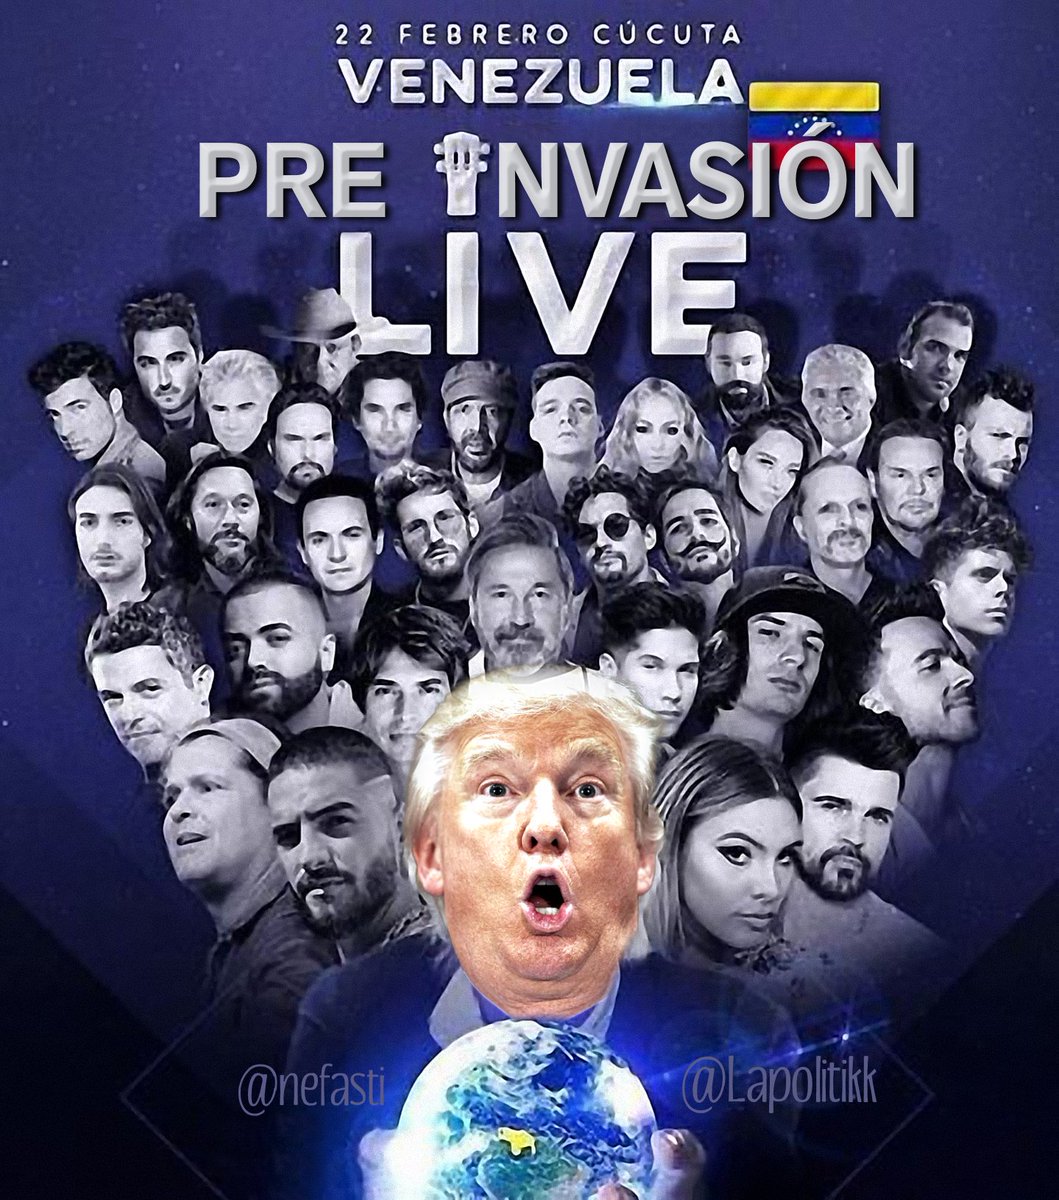 22 FEBRERO CÚCUTA
VENEZUELA
PRE INVASIÓN
LIVE
@nefasti
@Lapolitikk